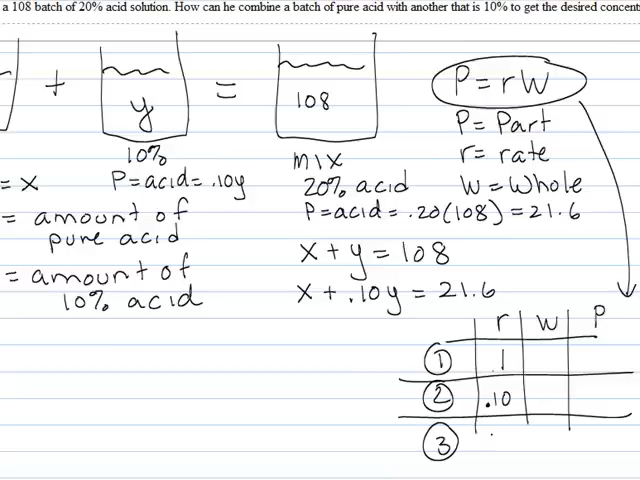 a 108 batch of 20% acid solution. How can he combine a batch of pure acid with another that is 10% to get the desired concent
+ y = 108
P = rW
P = Part
r = rate
W = Whole
10%
mix
= x P = acid = .10y 20% acid
= amount of pure acid
P = acid = .20(108) = 21.6
= amount of 10% acid
x + y = 108
x + .10y = 21.6
r W P
1 1
2 .10
3 .